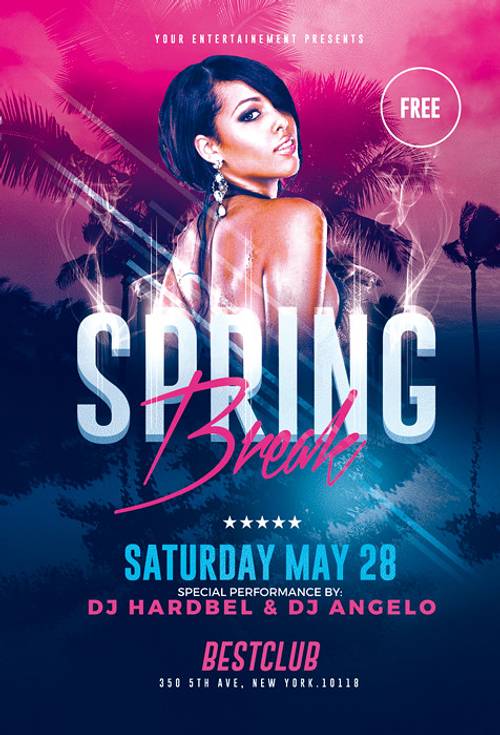 YOUR ENTERTAINEMENT PRESENTS
FREE
SPRING
Break
SATURDAY MAY 28
SPECIAL PERFORMANCE BY:
DJ HARDBEL & DJ ANGELO
BESTCLUB
350 5TH AVE, NEW YORK.10118